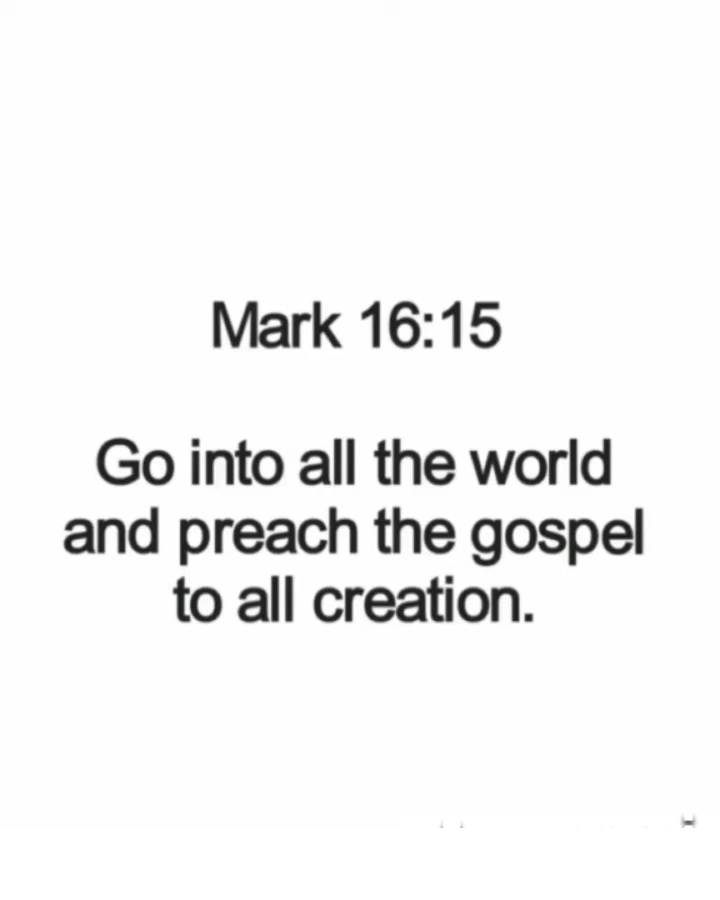 Mark 16:15
Go into all the world
and preach the gospel
to all creation.